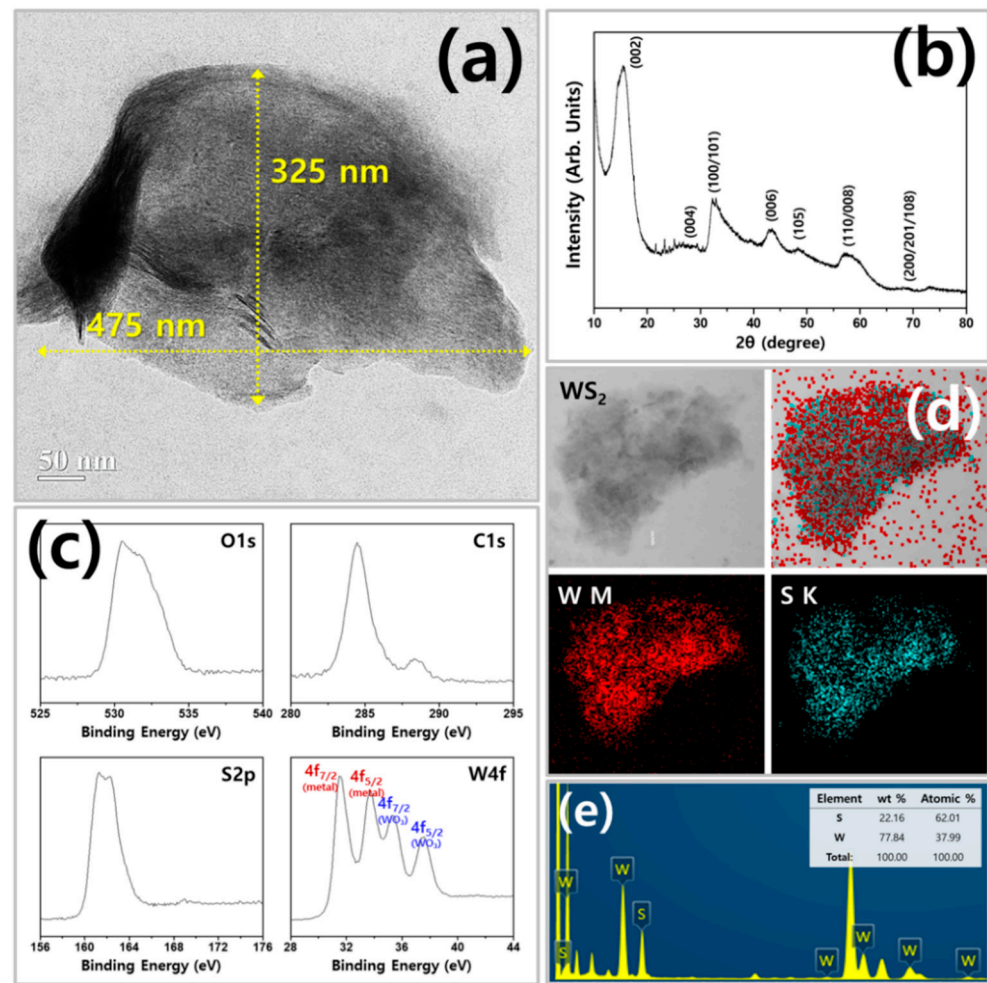 (a)
325 nm
475 nm
50 nm
(b)
Intensity (Arb. Units)
(002)
(004)
(100/101)
(006)
(105)
(110/008)
(200/201/108)
10 20 30 40 50 60 70 80
2θ (degree)
(c)
O1s
525 530 535 540
Binding Energy (eV)
C1s
280 285 290 295
Binding Energy (eV)
S2p
156 160 164 168 172 176
Binding Energy (eV)
W4f
4f7/2
(metal)
4f5/2
(metal)
4f7/2
(WO3)
4f5/2
(WO3)
28 32 36 40 44
Binding Energy (eV)
WS2
(d)
W M
S K
(e)
Element wt % Atomic %
S 22.16 62.01
W 77.84 37.99
Total: 100.00 100.00
W
S
W
S
W
W
W
W